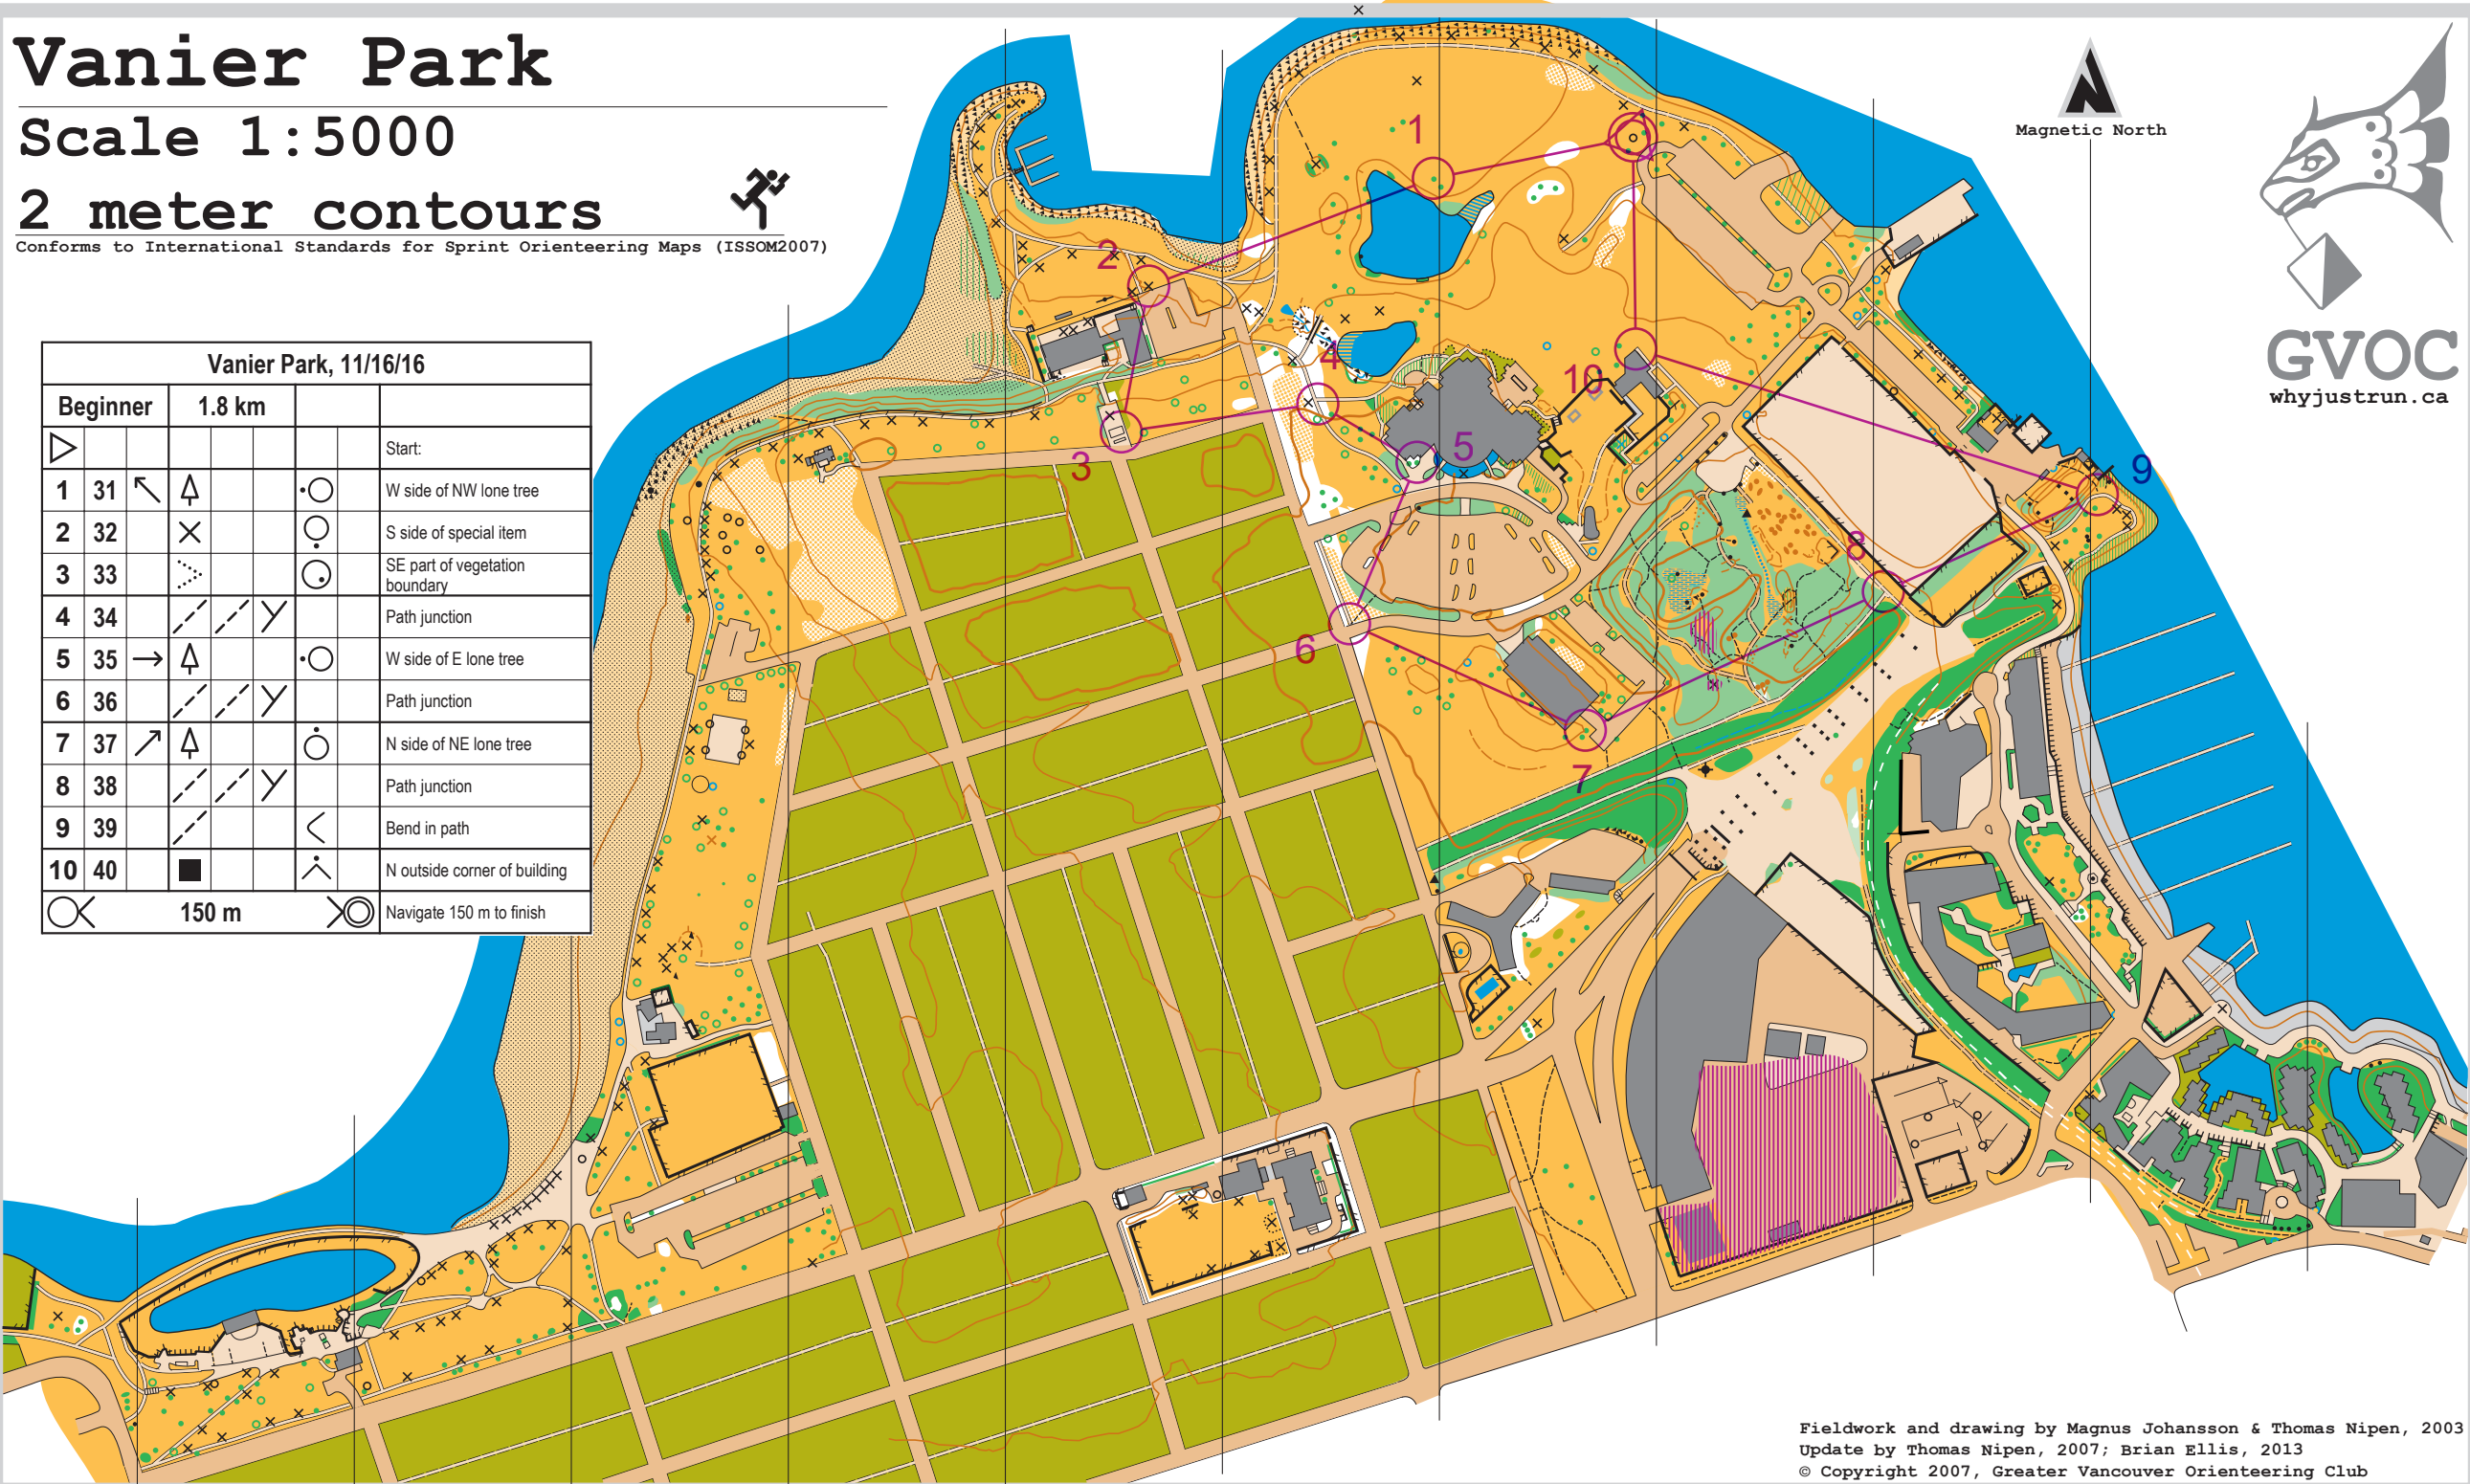 Vanier Park
Scale 1:5000
2 meter contours
Conforms to International Standards for Sprint Orienteering Maps (ISSOM2007)
Magnetic North
GVOC
whyjustrun.ca
Vanier Park, 11/16/16
Beginner 1.8 km
Start:
1 31 W side of NW lone tree
2 32 S side of special item
3 33 SE part of vegetation
boundary
4 34 Path junction
5 35 W side of E lone tree
6 36 Path junction
7 37 N side of NE lone tree
8 38 Path junction
9 39 Bend in path
10 40 N outside corner of building
150 m Navigate 150 m to finish
1
2
3
4
5
6
7
8
9
10
Fieldwork and drawing by Magnus Johansson & Thomas Nipen, 2003
Update by Thomas Nipen, 2007; Brian Ellis, 2013
© Copyright 2007, Greater Vancouver Orienteering Club